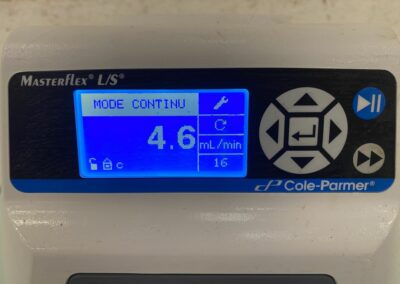 MASTERFLEX® L/S®
MODE CONTINU
4.6
mL/min
C
16
Cole-Parmer®